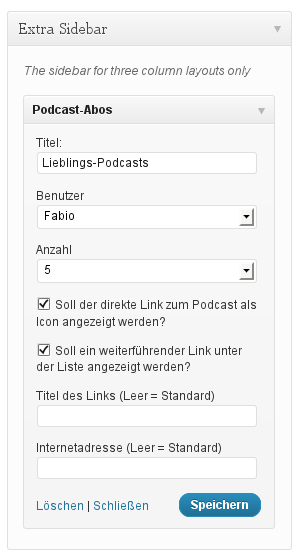 Extra Sidebar
The sidebar for three column layouts only
Podcast-Abos
Titel:
Lieblings-Podcasts
Benutzer
Fabio
Anzahl
5
Soll der direkte Link zum Podcast als
Icon angezeigt werden?
Soll ein weiterführender Link unter
der Liste angezeigt werden?
Titel des Links (Leer = Standard)
Internetadresse (Leer = Standard)
Löschen | Schließen
Speichern